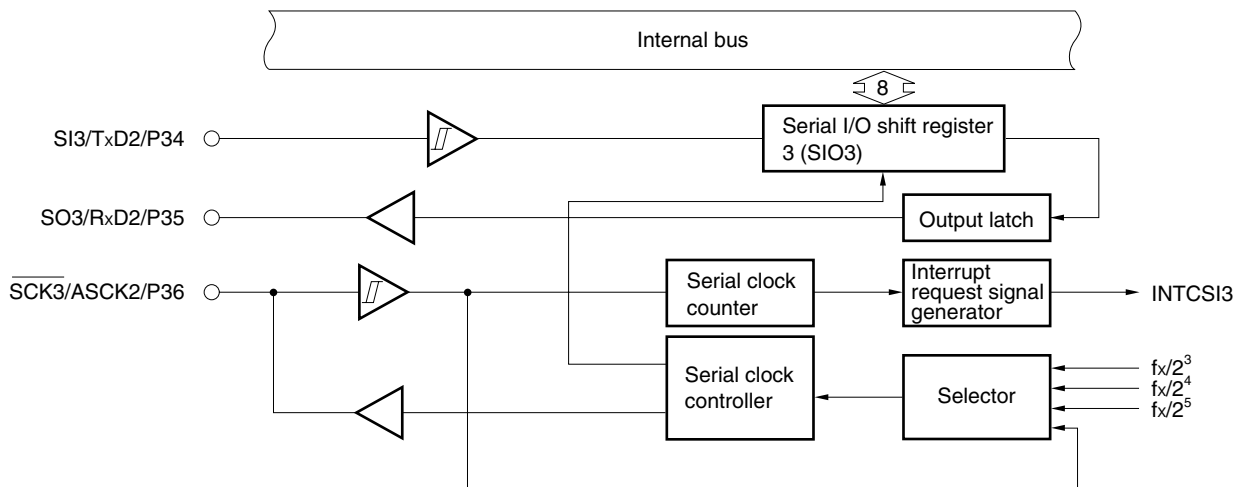 Internal bus
8
SI3/TxD2/P34
Serial I/O shift register
3 (SIO3)
SO3/RxD2/P35
Output latch
SCK3/ASCK2/P36
Serial clock
counter
Interrupt
request signal
generator
INTCSI3
Serial clock
controller
Selector
fx/2³
fx/2⁴
fx/2⁵